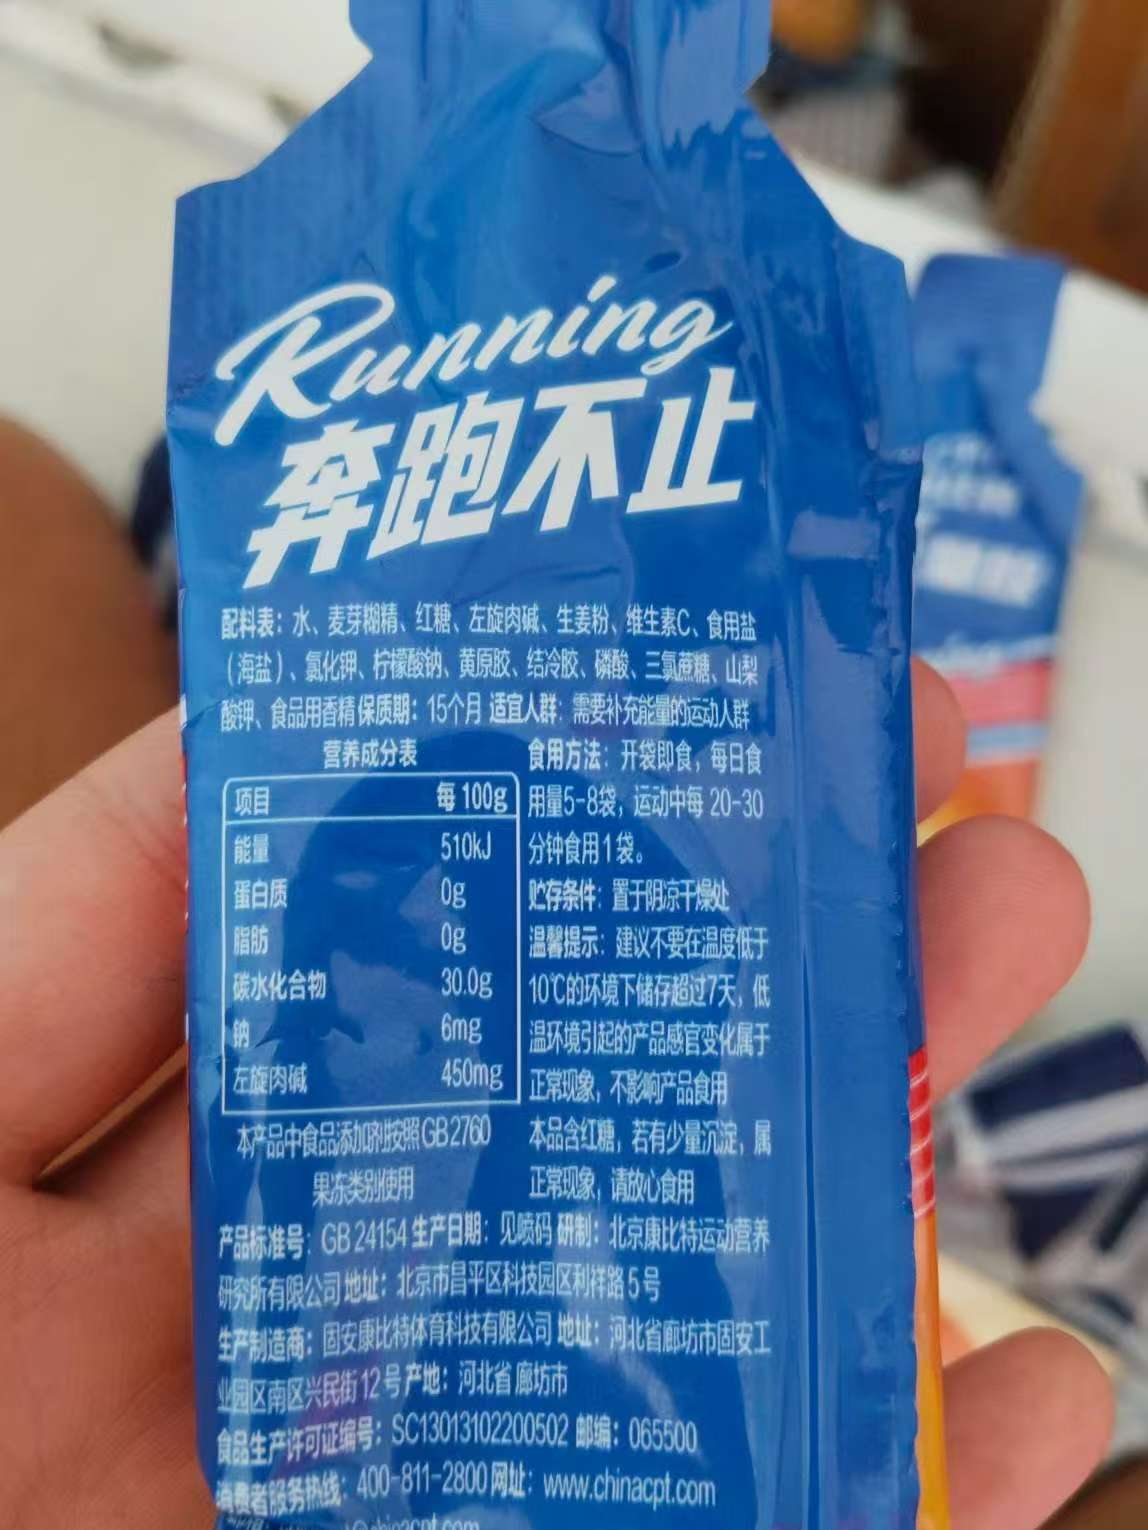 Running
奔跑不止
配料表：水、麦芽糊精、红糖、左旋肉碱、生姜粉、维生素C、食用盐
（海盐）、氯化钾、柠檬酸钠、黄原胶、结冷胶、磷酸、三氯蔗糖、山梨
酸钾、食品用香精 保质期：15个月 适宜人群：需要补充能量的运动人群
营养成分表
项目 每100g
能量 510kJ
蛋白质 0g
脂肪 0g
碳水化合物 30.0g
钠 6mg
左旋肉碱 450mg
本产品中食品添加剂按照GB2760
果冻类别使用
食用方法：开袋即食，每日食
用量5-8袋，运动中每 20-30
分钟食用1袋。
贮存条件：置于阴凉干燥处
温馨提示：建议不要在温度低于
10℃的环境下储存超过7天，低
温环境引起的产品感官变化属于
正常现象，不影响产品食用
本品含红糖，若有少量沉淀，属
正常现象，请放心食用
产品标准号：GB 24154 生产日期：见喷码 研制：北京康比特运动营养
研究所有限公司 地址：北京市昌平区科技园区利祥路5号
生产制造商：固安康比特体育科技有限公司 地址：河北省廊坊市固安工
业园区南区兴民街12号 产地：河北省廊坊市
食品生产许可证编号：SC13013102200502 邮编：065500
消费者服务热线：400-811-2800 网址：www.chinacpt.com
@chinacpt.com